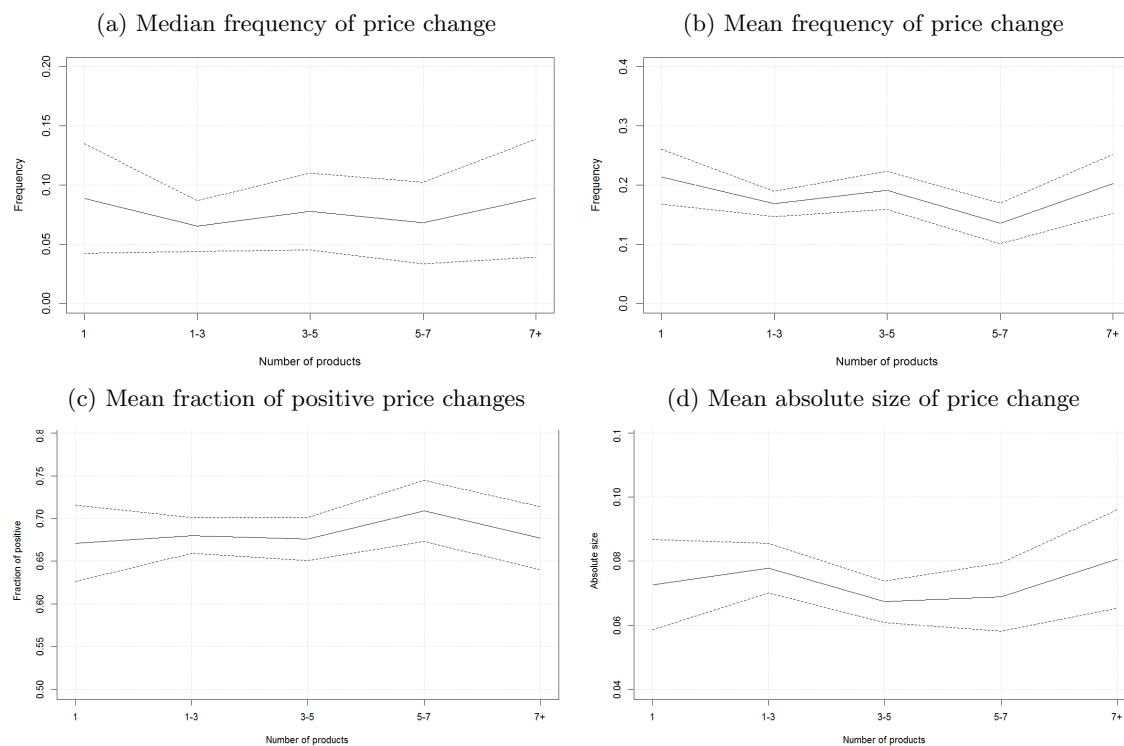 (a) Median frequency of price change
0.20
0.15
0.10
0.05
0.00
Frequency
1 1-3 3-5 5-7 7+
Number of products
(b) Mean frequency of price change
0.4
0.3
0.2
0.1
0.0
Frequency
1 1-3 3-5 5-7 7+
Number of products
(c) Mean fraction of positive price changes
0.8
0.75
0.70
0.65
0.60
0.55
0.50
Fraction of positive
1 1-3 3-5 5-7 7+
Number of products
(d) Mean absolute size of price change
0.1
0.10
0.08
0.06
0.04
Absolute size
1 1-3 3-5 5-7 7+
Number of products